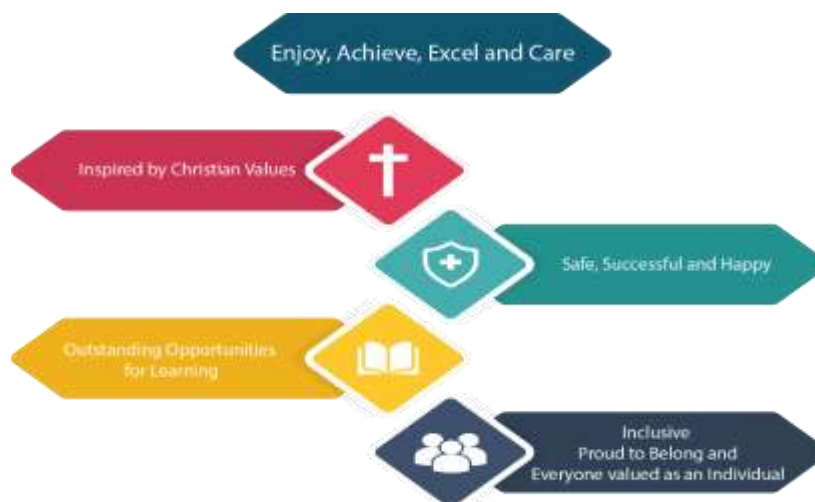 Enjoy, Achieve, Excel and Care
Inspired by Christian Values
Safe, Successful and Happy
Outstanding Opportunities
for Learning
Inclusive
Proud to Belong and
Everyone valued as an Individual